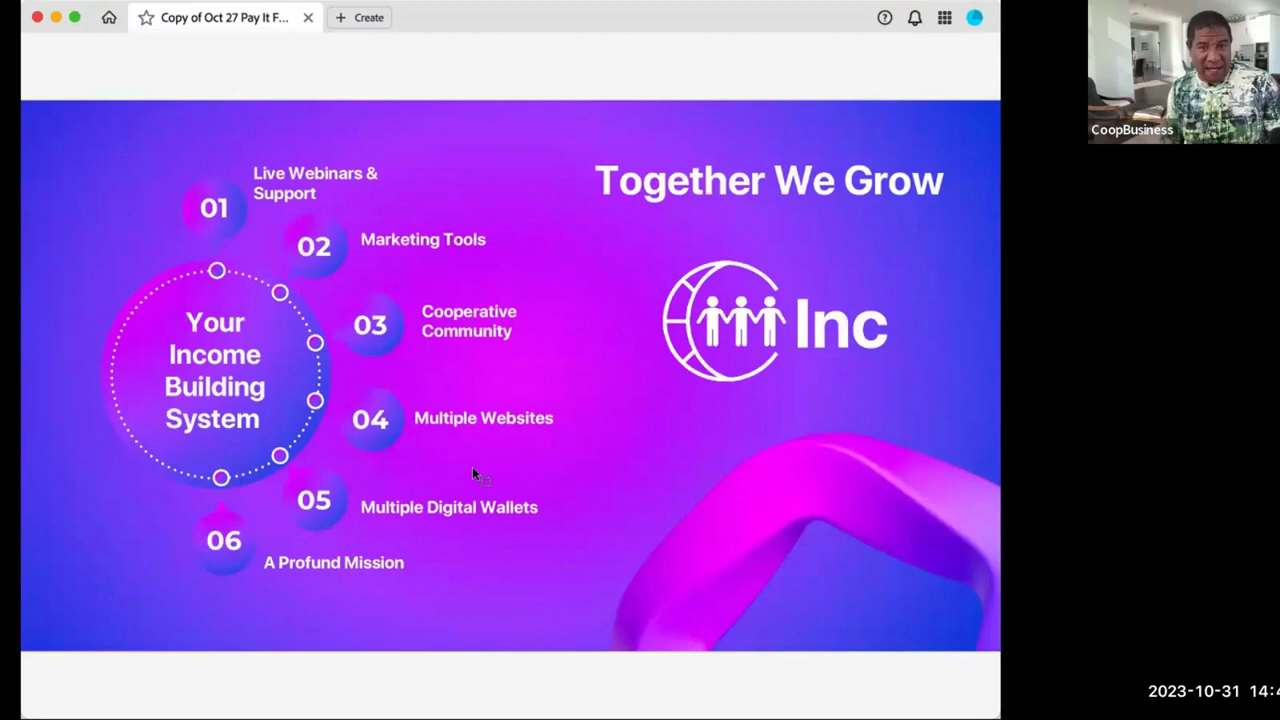 Copy of Oct 27 Pay It F...
Create
CoopBusiness
Together We Grow
Inc
Your
Income
Building
System
01
Live Webinars &
Support
02
Marketing Tools
03
Cooperative
Community
04
Multiple Websites
05
Multiple Digital Wallets
06
A Profund Mission
2023-10-31 14:4